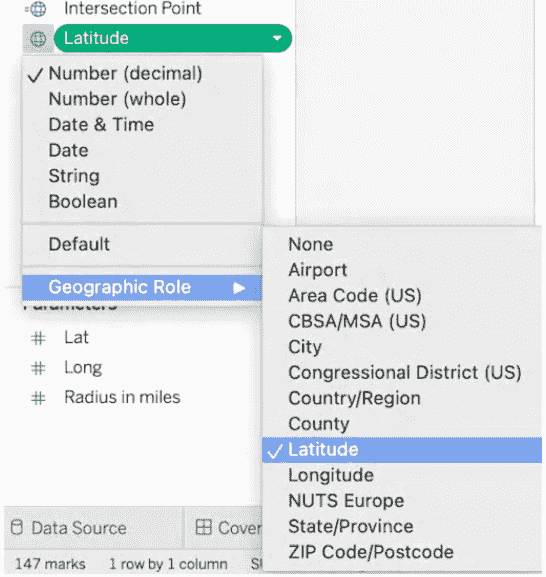 Intersection Point
Latitude
Number (decimal)
Number (whole)
Date & Time
Date
String
Boolean
Default
Geographic Role
None
Airport
Area Code (US)
CBSA/MSA (US)
City
Congressional District (US)
Country/Region
County
Latitude
Longitude
NUTS Europe
State/Province
ZIP Code/Postcode
Parameters
Lat
Long
Radius in miles
Data Source
Cover
147 marks 1 row by 1 column